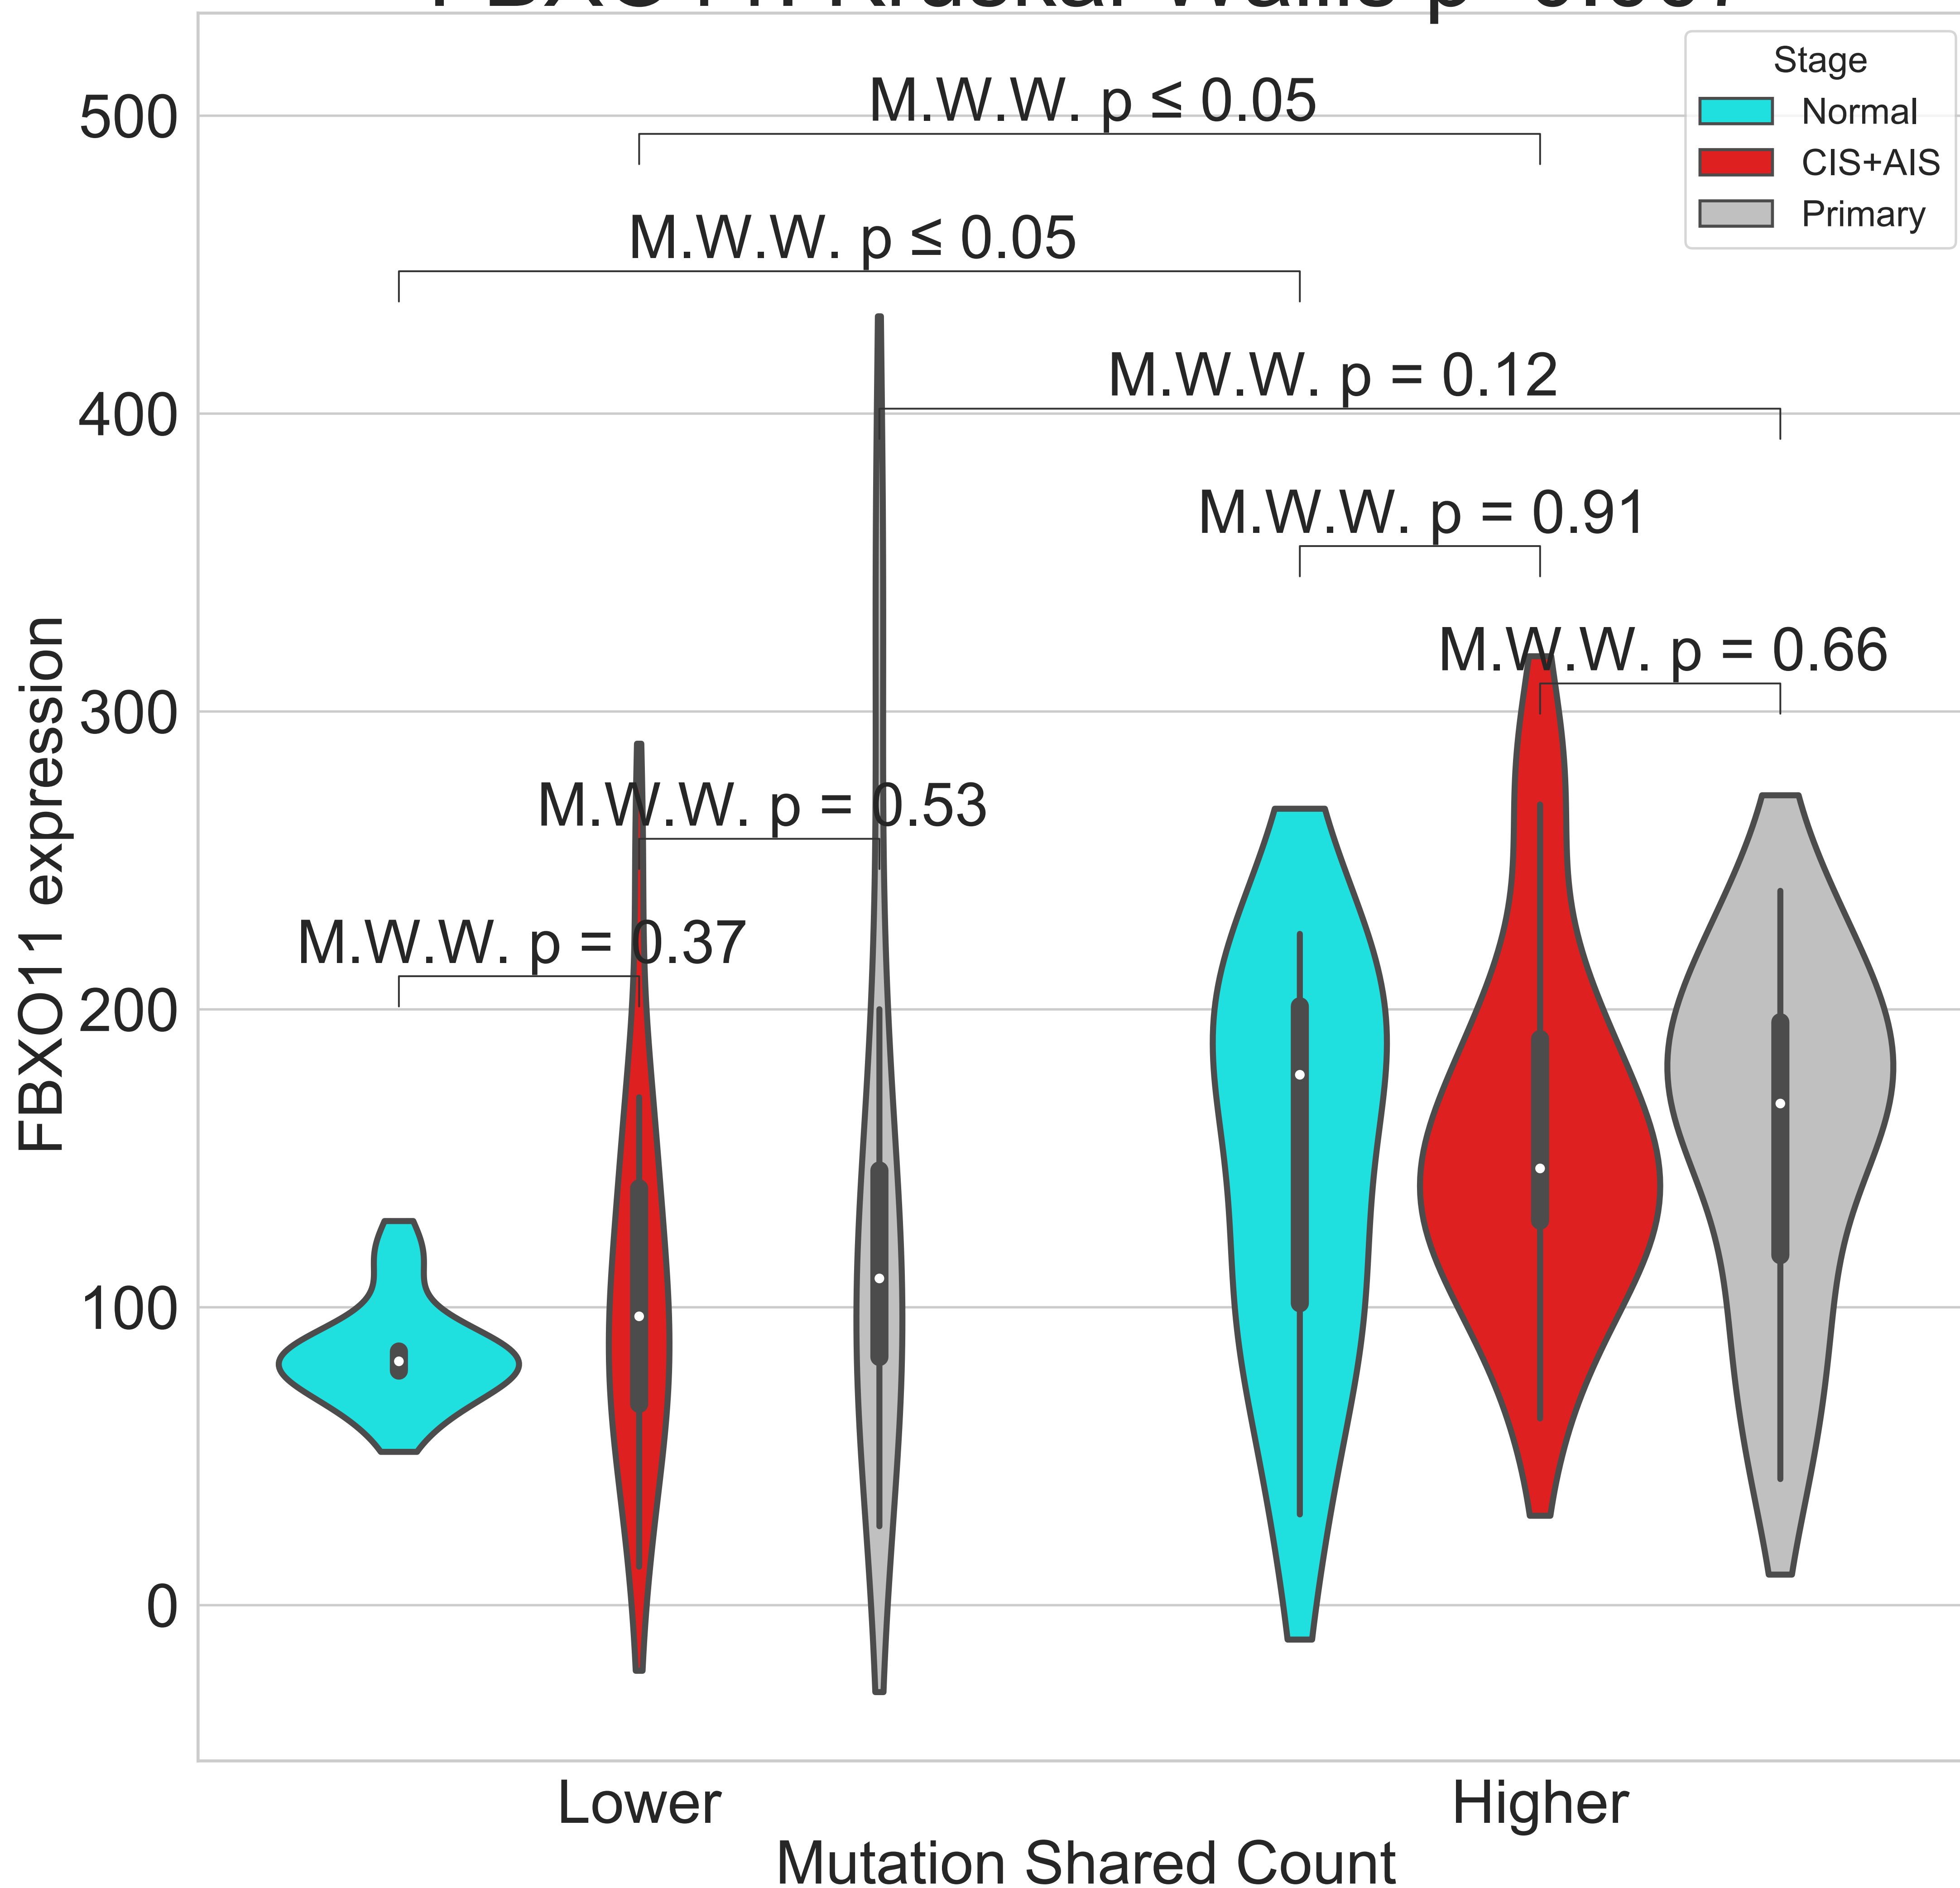 Stage
Normal
CIS+AIS
Primary
M.W.W. p ≤ 0.05
M.W.W. p ≤ 0.05
M.W.W. p = 0.12
M.W.W. p = 0.91
M.W.W. p = 0.66
M.W.W. p = 0.53
M.W.W. p = 0.37
500
400
300
200
100
0
FBXO11 expression
Lower
Higher
Mutation Shared Count